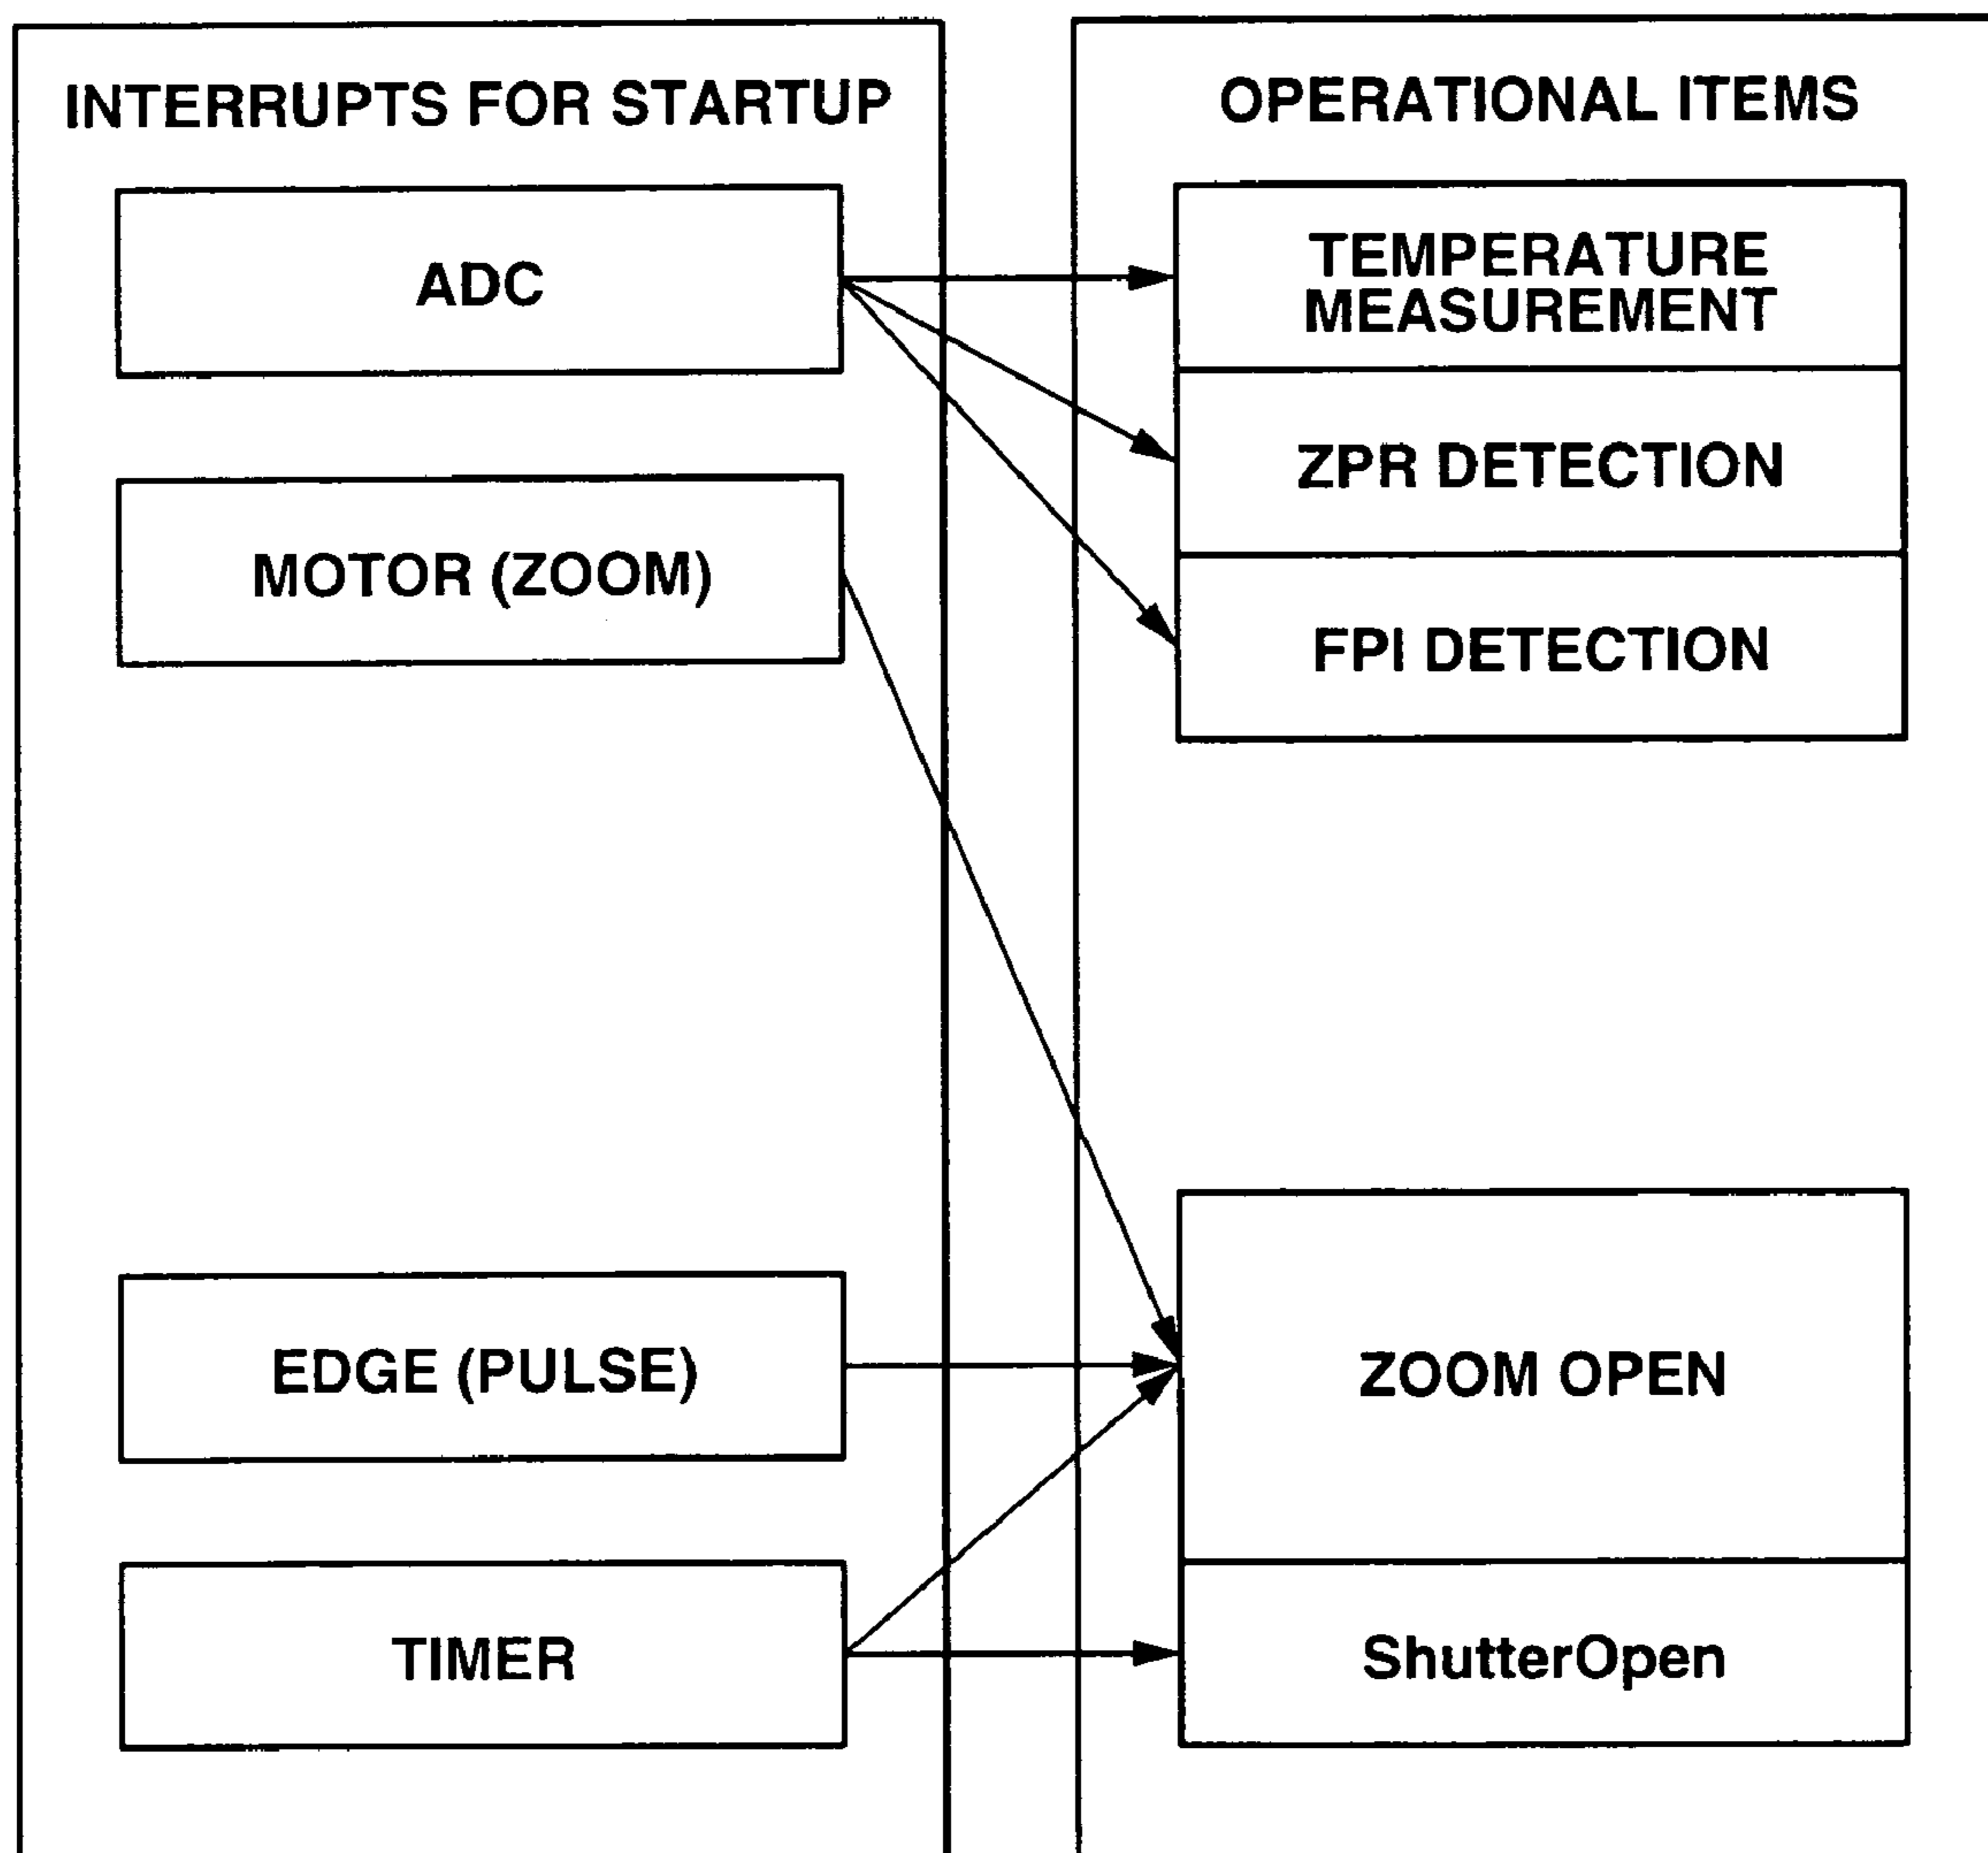 INTERRUPTS FOR STARTUP
ADC
MOTOR (ZOOM)
EDGE (PULSE)
TIMER
OPERATIONAL ITEMS
TEMPERATURE
MEASUREMENT
ZPR DETECTION
FPI DETECTION
ZOOM OPEN
ShutterOpen